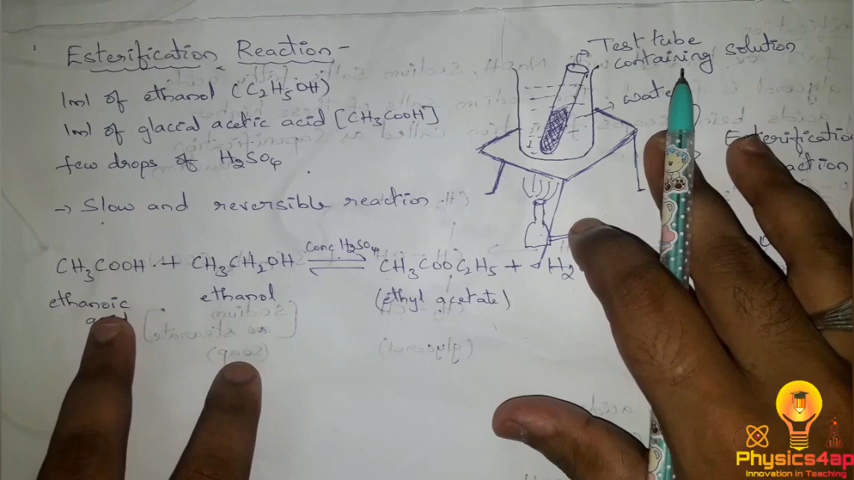 Esterification Reaction -
1ml of ethanol (C2H5OH)
1ml of glacial acetic acid [CH3COOH]
few drops of H2SO4
→ Slow and reversible reaction
Test tube
containing solution
Esterification
CH3COOH + CH3CH2OH ⇌ CH3COOC2H5 + H2
Conc H2SO4
ethanoic
ethanol
(ethyl acetate)
Physics4ap
Innovation in Teaching